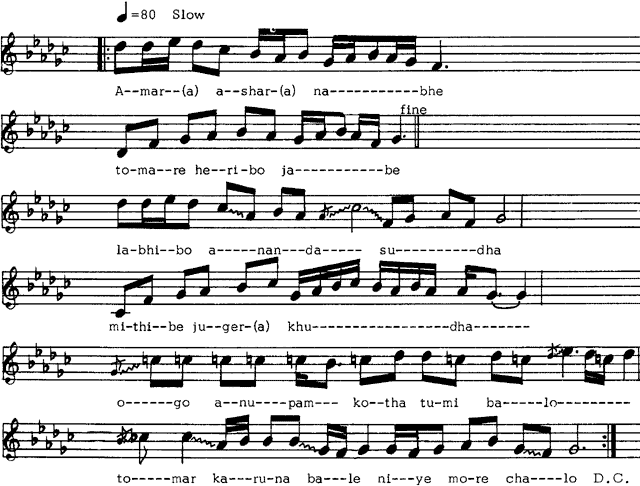 =80 Slow
A--mar--(a) a--shar-(a) na-----------bhe
fine
to-ma--re he--ri-bo ja-----------be
la-bhi--bo a----nan---da----- su----------dha
mi-thi--be ju-ger-(a) khu-----------------dha-------
o-----go a--nu---pam--- ko--tha tu--mi ba-----lo----------
to-----mar ka---ru-na ba---le ni---ye mo-re cha----lo D.C.